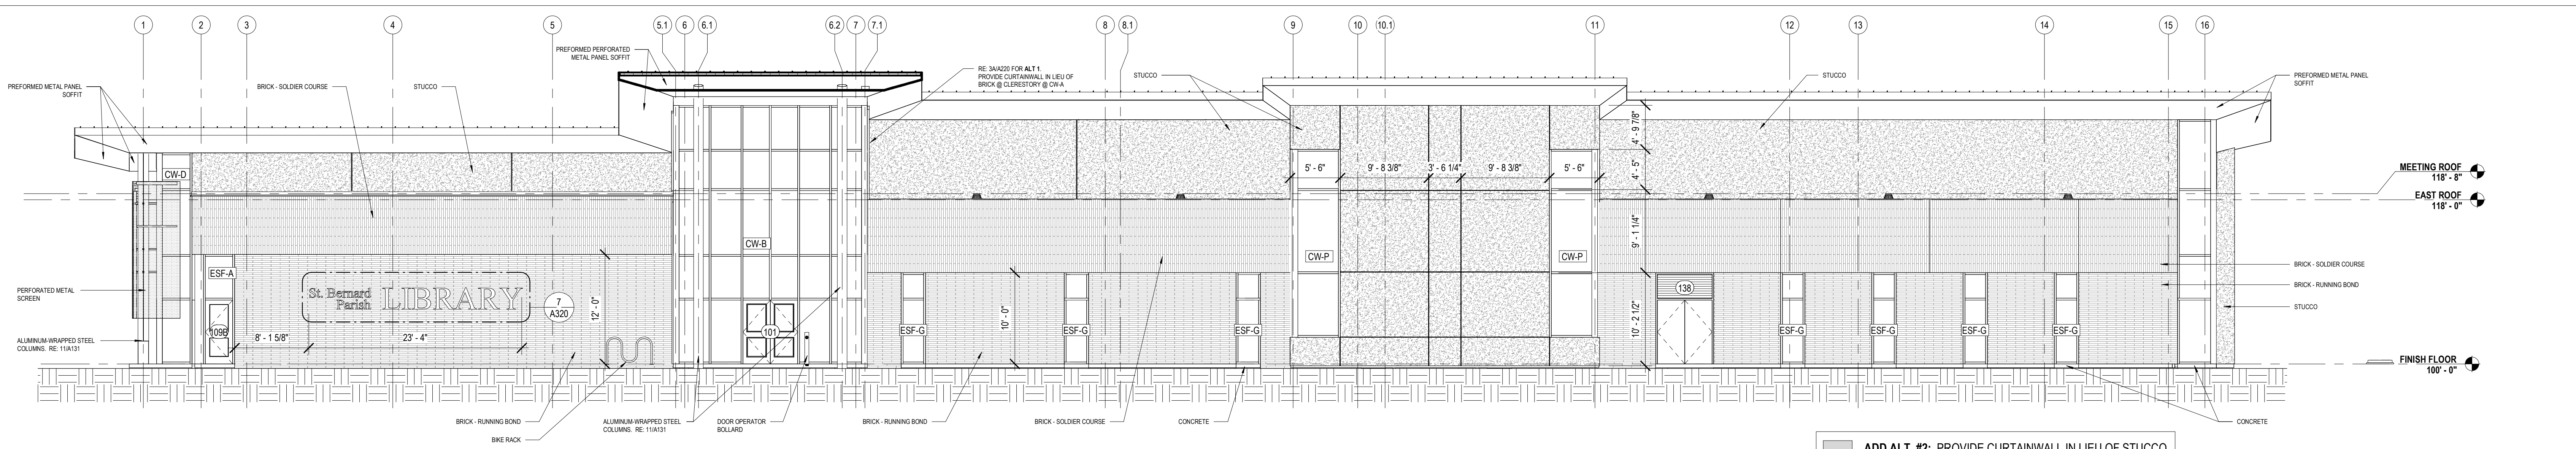 1 2 3 4 5 5.1 6 6.1 6.2 7 7.1 8 8.1 9 10 10.1 11 12 13 14 15 16
PREFORMED PERFORATED
METAL PANEL SOFFIT
PREFORMED METAL PANEL
SOFFIT
BRICK - SOLDIER COURSE
STUCCO
RE: 3A/A220 FOR ALT 1.
PROVIDE CURTAINWALL IN LIEU OF
BRICK @ CLERESTORY @ CW-A
STUCCO
STUCCO
PREFORMED METAL PANEL
SOFFIT
4' - 9 7/8"
4' - 5"
9' - 1 1/4"
10' - 2 1/2"
5' - 6"
9' - 8 3/8"
3' - 6 1/4"
9' - 8 3/8"
5' - 6"
MEETING ROOF
118' - 8"
EAST ROOF
118' - 0"
CW-D
CW-B
CW-P
CW-P
ESF-A
St. Bernard
Parish
LIBRARY
7
A320
12' - 0"
10' - 0"
109B
8' - 1 5/8"
23' - 4"
101
138
ESF-G
ESF-G
ESF-G
ESF-G
ESF-G
ESF-G
ESF-G
BRICK - SOLDIER COURSE
BRICK - RUNNING BOND
STUCCO
PERFORATED METAL
SCREEN
ALUMINUM-WRAPPED STEEL
COLUMNS. RE: 11/A131
FINISH FLOOR
100' - 0"
BRICK - RUNNING BOND
BIKE RACK
ALUMINUM-WRAPPED STEEL
COLUMNS. RE: 11/A131
DOOR OPERATOR
BOLLARD
BRICK - RUNNING BOND
BRICK - SOLDIER COURSE
CONCRETE
CONCRETE
ADD ALT. #2: PROVIDE CURTAINWALL IN LIEU OF STUCCO